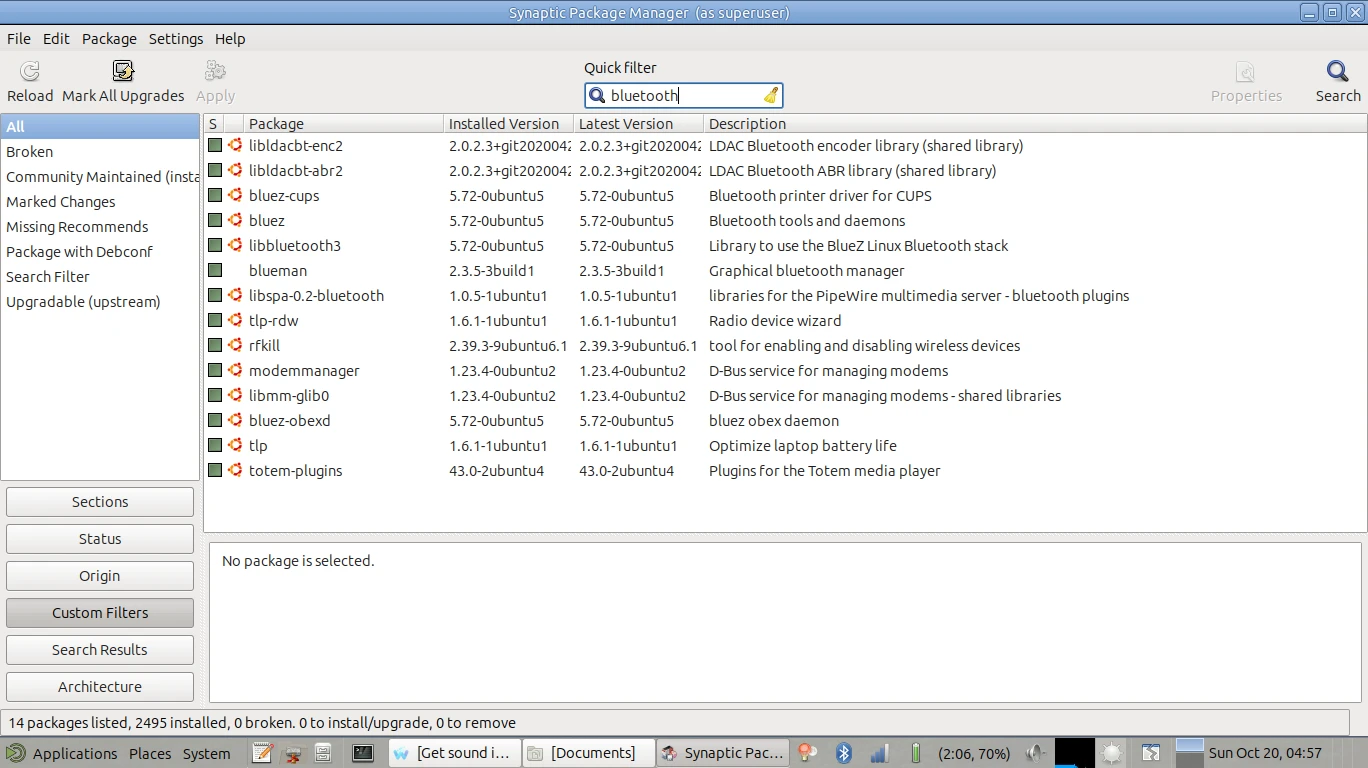 Synaptic Package Manager (as superuser)
File Edit Package Settings Help
Reload Mark All Upgrades Apply
Quick filter
bluetooth
Properties Search
All
Broken
Community Maintained (insta
Marked Changes
Missing Recommends
Package with Debconf
Search Filter
Upgradable (upstream)
Sections
Status
Origin
Custom Filters
Search Results
Architecture
S Package Installed Version Latest Version Description
libldacbt-enc2 2.0.2.3+git2020042 2.0.2.3+git2020042 LDAC Bluetooth encoder library (shared library)
libldacbt-abr2 2.0.2.3+git2020042 2.0.2.3+git2020042 LDAC Bluetooth ABR library (shared library)
bluez-cups 5.72-0ubuntu5 5.72-0ubuntu5 Bluetooth printer driver for CUPS
bluez 5.72-0ubuntu5 5.72-0ubuntu5 Bluetooth tools and daemons
libbluetooth3 5.72-0ubuntu5 5.72-0ubuntu5 Library to use the BlueZ Linux Bluetooth stack
blueman 2.3.5-3build1 2.3.5-3build1 Graphical bluetooth manager
libspa-0.2-bluetooth 1.0.5-1ubuntu1 1.0.5-1ubuntu1 libraries for the PipeWire multimedia server - bluetooth plugins
tlp-rdw 1.6.1-1ubuntu1 1.6.1-1ubuntu1 Radio device wizard
rfkill 2.39.3-9ubuntu6.1 2.39.3-9ubuntu6.1 tool for enabling and disabling wireless devices
modemmanager 1.23.4-0ubuntu2 1.23.4-0ubuntu2 D-Bus service for managing modems
libmm-glib0 1.23.4-0ubuntu2 1.23.4-0ubuntu2 D-Bus service for managing modems - shared libraries
bluez-obexd 5.72-0ubuntu5 5.72-0ubuntu5 bluez obex daemon
tlp 1.6.1-1ubuntu1 1.6.1-1ubuntu1 Optimize laptop battery life
totem-plugins 43.0-2ubuntu4 43.0-2ubuntu4 Plugins for the Totem media player
No package is selected.
14 packages listed, 2495 installed, 0 broken. 0 to install/upgrade, 0 to remove
Applications Places System [Get sound i... [Documents] Synaptic Pac... (2:06, 70%) Sun Oct 20, 04:57